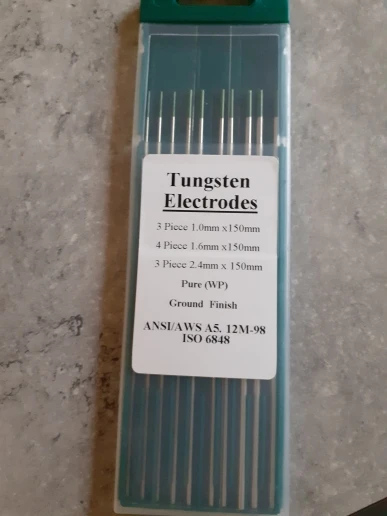 Tungsten
Electrodes
3 Piece 1.0mm x150mm
4 Piece 1.6mm x150mm
3 Piece 2.4mm x 150mm
Pure (WP)
Ground Finish
ANSI/AWS A5. 12M-98
ISO 6848